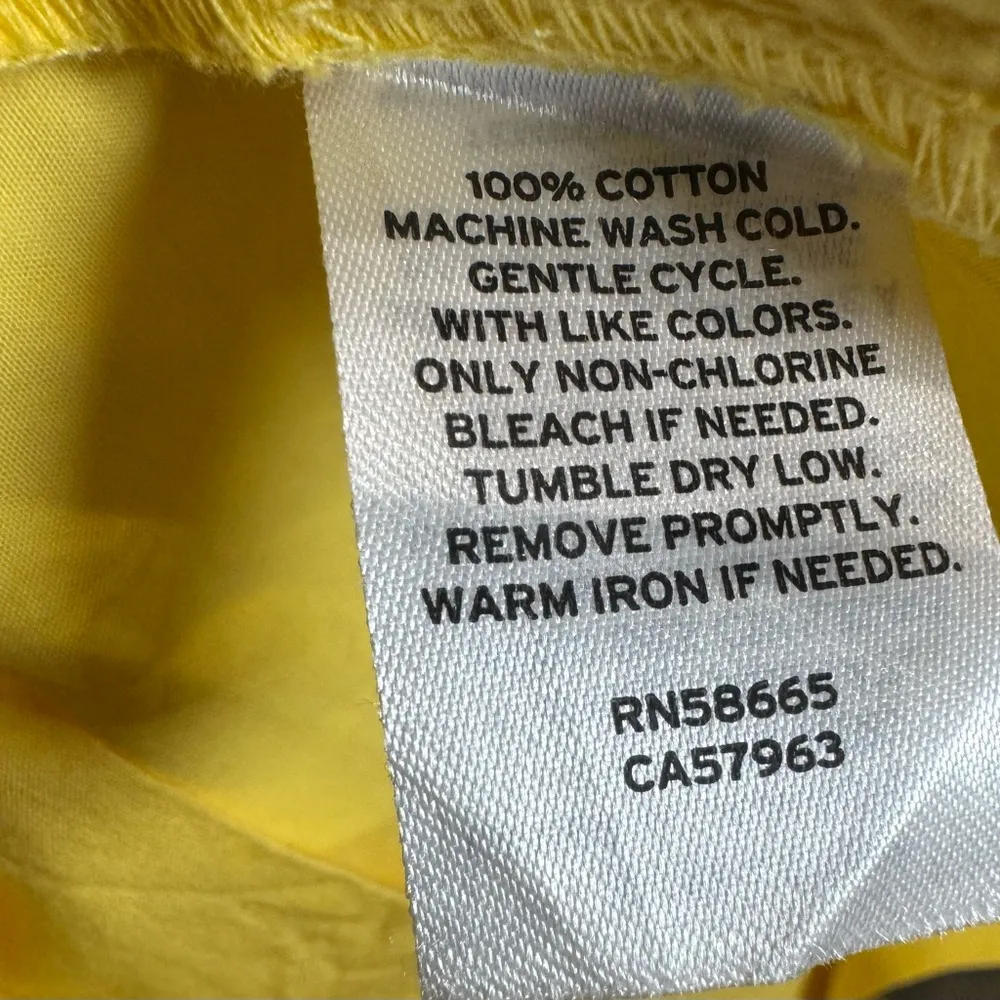 100% COTTON
MACHINE WASH COLD.
GENTLE CYCLE.
WITH LIKE COLORS.
ONLY NON-CHLORINE
BLEACH IF NEEDED.
TUMBLE DRY LOW.
REMOVE PROMPTLY.
WARM IRON IF NEEDED.
RN58665
CA57963